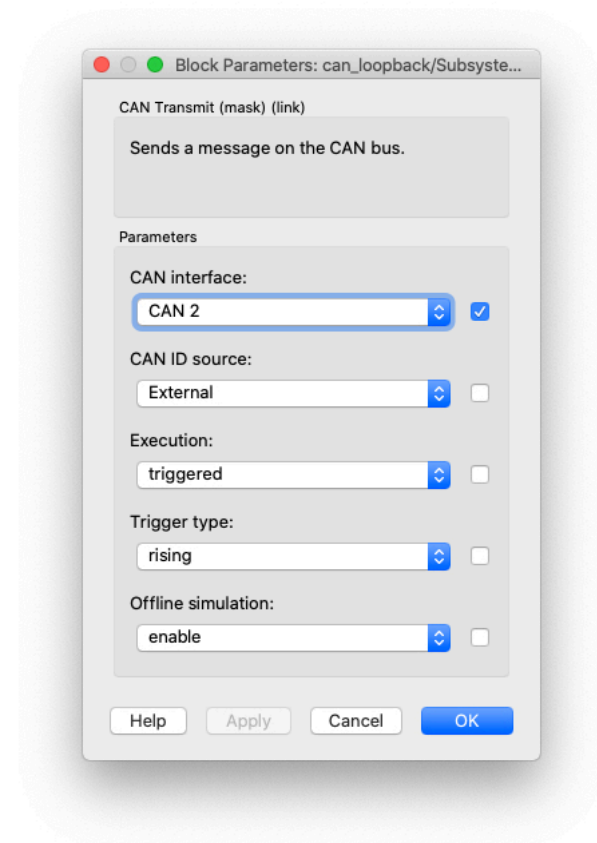 Block Parameters: can_loopback/Subsyste...
CAN Transmit (mask) (link)
Sends a message on the CAN bus.
Parameters
CAN interface:
CAN 2
CAN ID source:
External
Execution:
triggered
Trigger type:
rising
Offline simulation:
enable
Help Apply Cancel OK